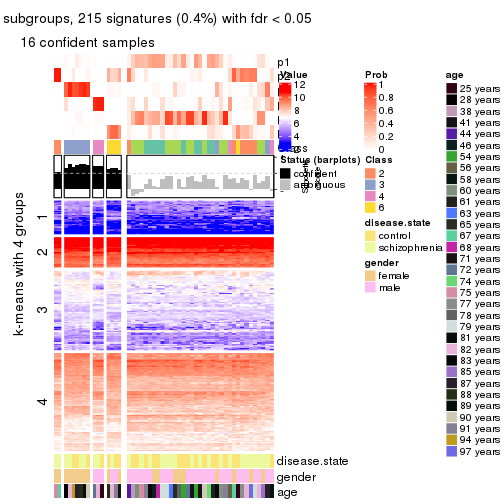 subgroups, 215 signatures (0.4%) with fdr < 0.05
16 confident samples
p1
Value
12
10
8
6
4
2
0
Class
Status (barplots)
confident
ambiguous
1
2
3
4
k-means with 4 groups
disease.state
gender
age
Prob
1
0.8
0.6
0.4
0.2
0
Class
2
3
4
6
disease.state
control
schizophrenia
gender
female
male
age
25 years
28 years
38 years
41 years
44 years
46 years
54 years
56 years
58 years
60 years
61 years
63 years
65 years
67 years
68 years
71 years
72 years
74 years
75 years
77 years
78 years
79 years
81 years
82 years
83 years
85 years
87 years
88 years
89 years
90 years
91 years
94 years
97 years